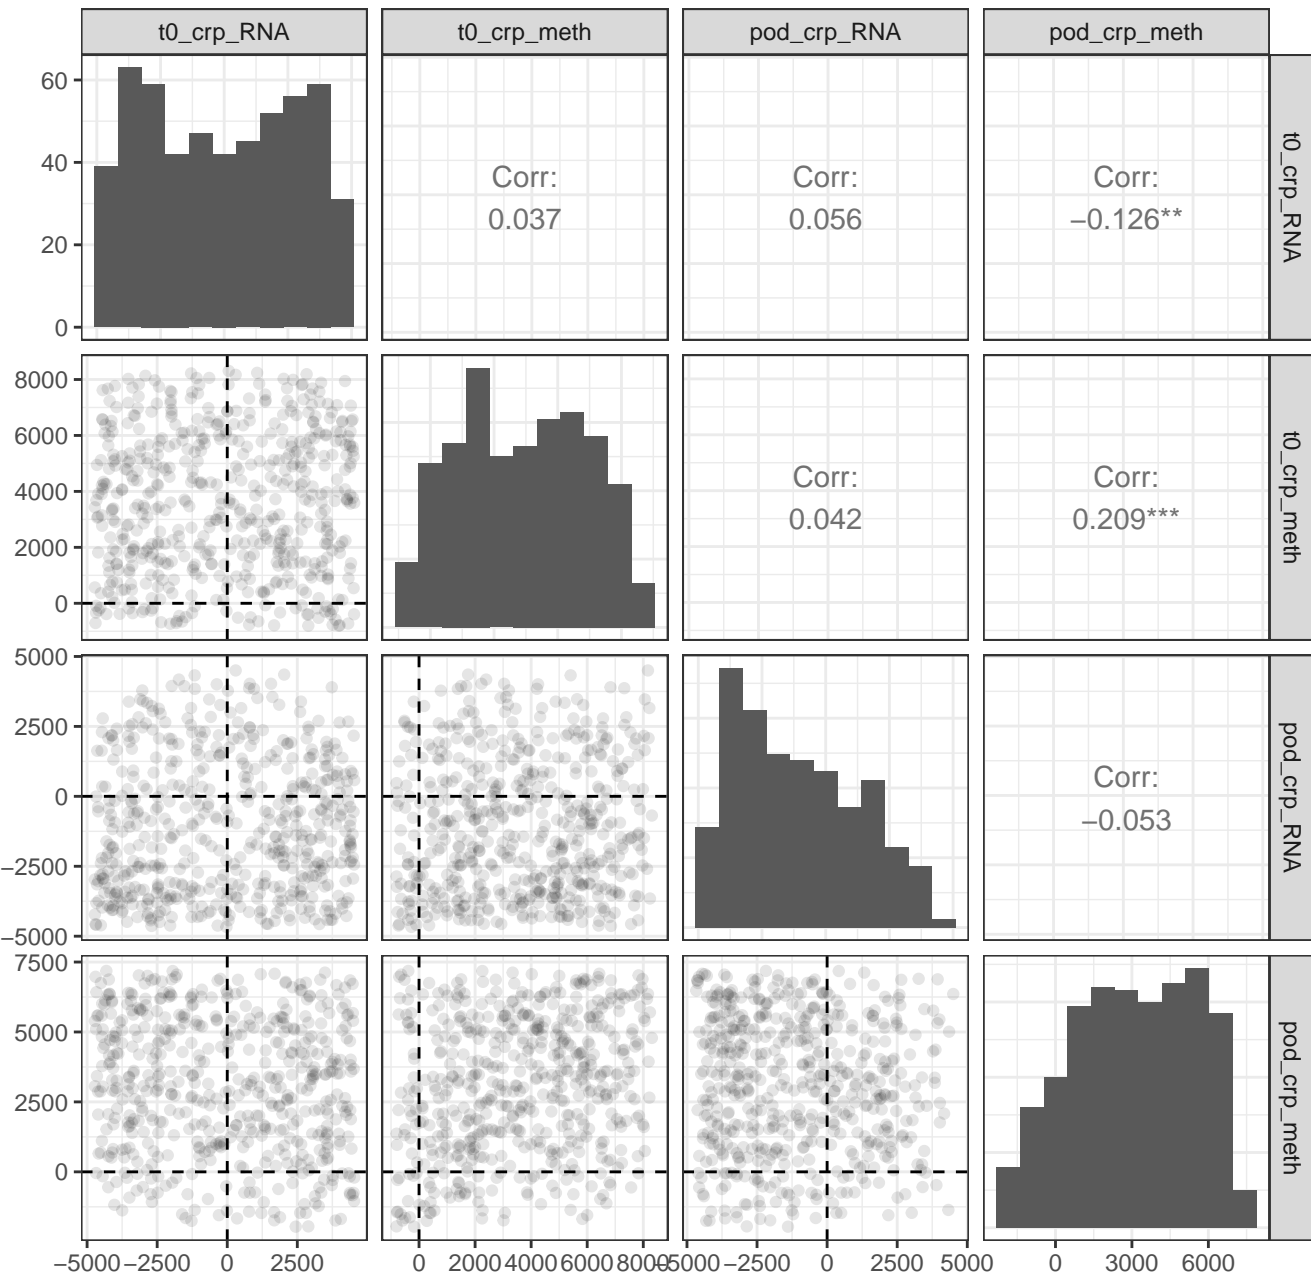 t0_crp_RNA
t0_crp_meth
pod_crp_RNA
pod_crp_meth
60
40
20
0
Corr:
0.037
Corr:
0.056
Corr:
−0.126**
t0_crp_RNA
8000
6000
4000
2000
0
Corr:
0.042
Corr:
0.209***
t0_crp_meth
5000
2500
0
−2500
−5000
Corr:
−0.053
pod_crp_RNA
7500
5000
2500
0
pod_crp_meth
−5000 −2500 0 2500
0 2000 4000 6000 8000
−5000 −2500 0 2500 5000
0 3000 6000